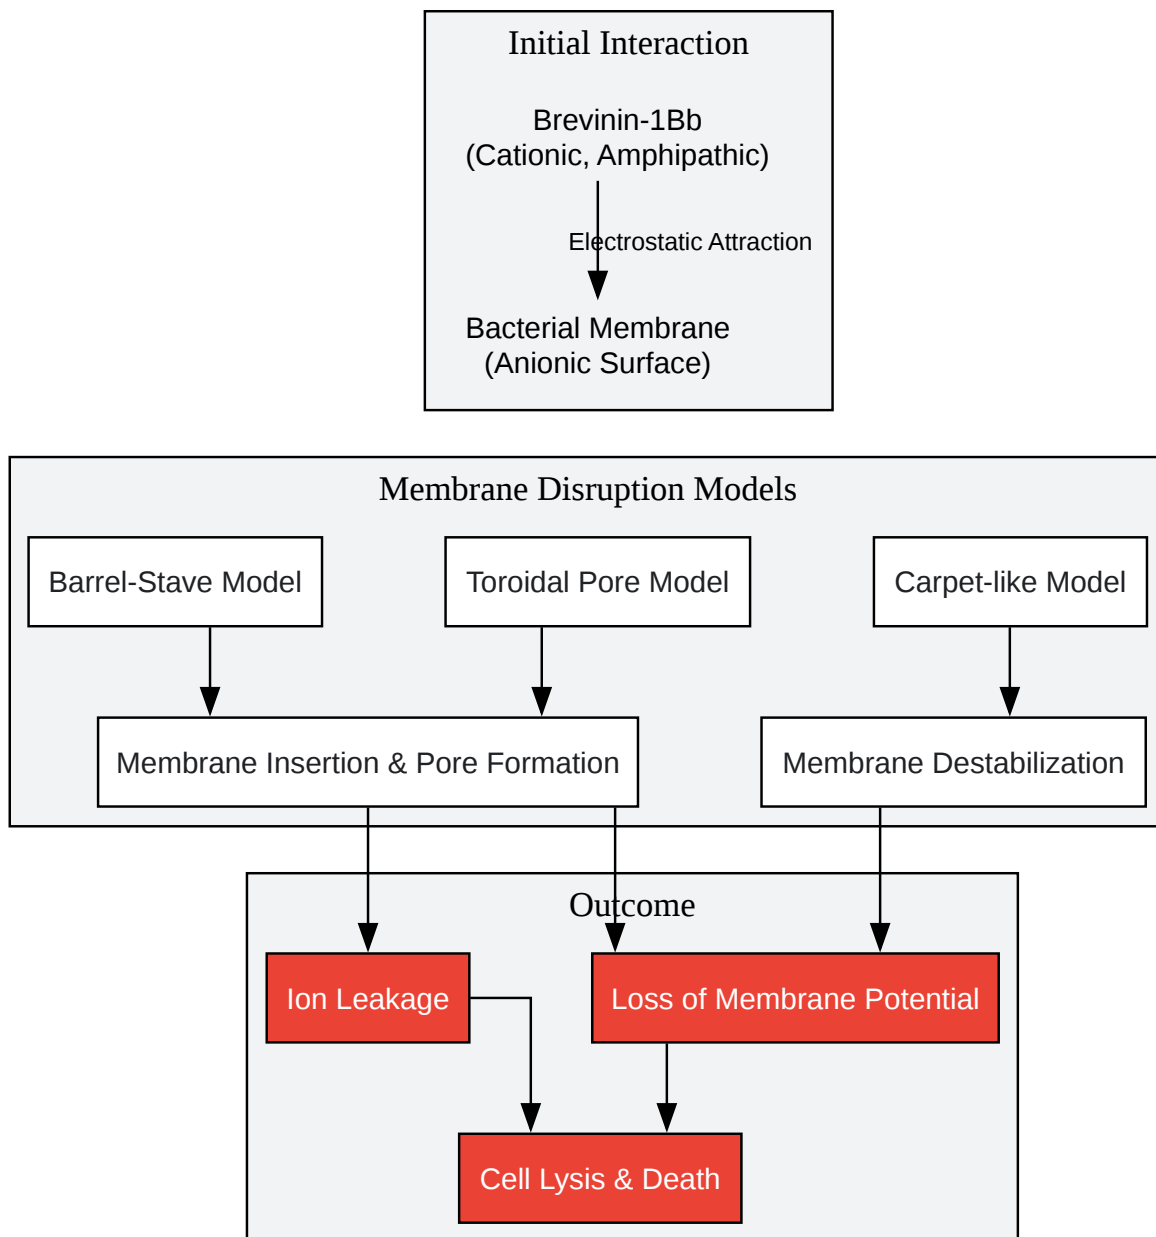 Initial Interaction
Brevinin-1Bb
(Cationic, Amphipathic)
Electrostatic Attraction
Bacterial Membrane
(Anionic Surface)
Membrane Disruption Models
Barrel-Stave Model
Toroidal Pore Model
Carpet-like Model
Membrane Insertion & Pore Formation
Membrane Destabilization
Outcome
Ion Leakage
Loss of Membrane Potential
Cell Lysis & Death